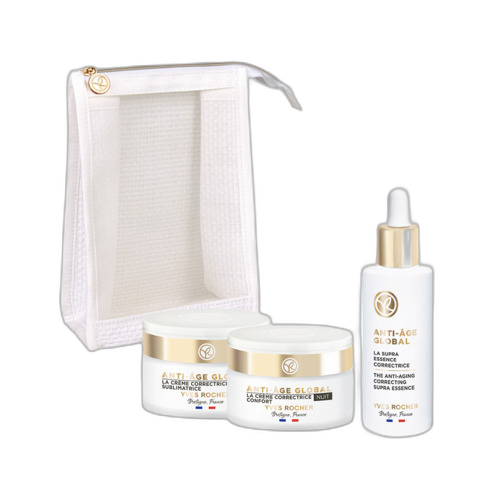 ANTI-ÂGE GLOBAL
LA CRÈME CORRECTRICE
SUBLIMATRICE
YVES ROCHER
Bretagne, France
ANTI-ÂGE GLOBAL
LA CRÈME CORRECTRICE NUIT
CONFORT
YVES ROCHER
Bretagne, France
ANTI-ÂGE
GLOBAL
LA SUPRA
ESSENCE
CORRECTRICE
THE ANTI-AGING
CORRECTING
SUPRA ESSENCE
YVES ROCHER
Bretagne, France